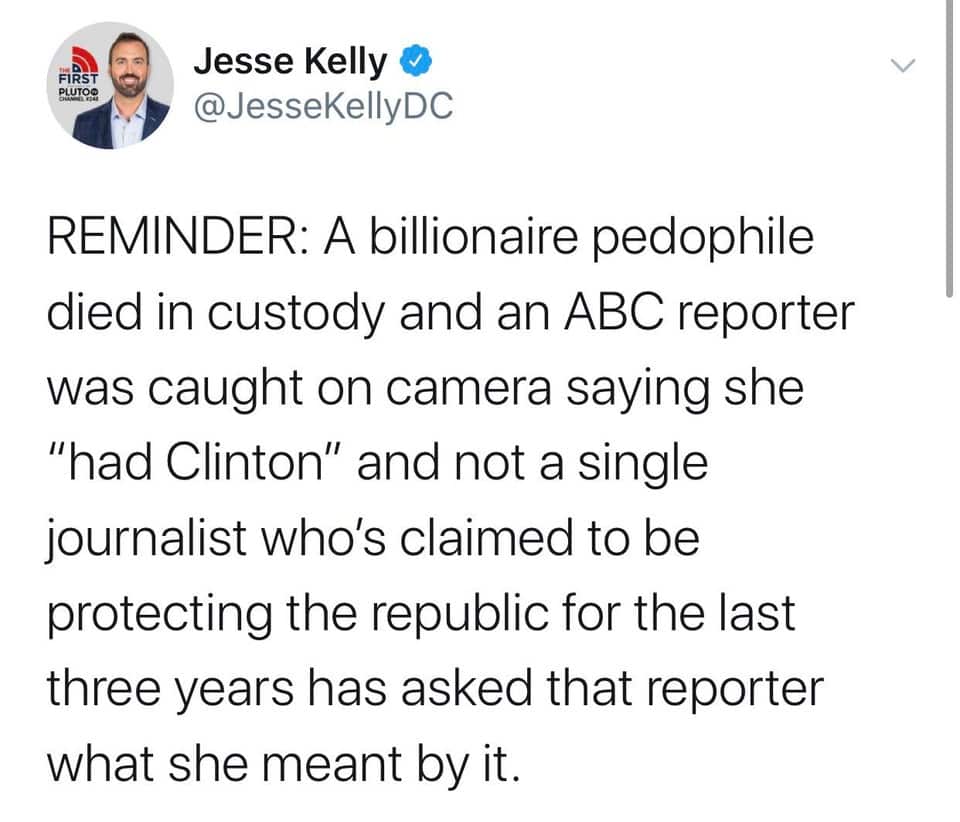 THE
FIRST
PLUTO
CHANNEL #248
Jesse Kelly
@JesseKellyDC
REMINDER: A billionaire pedophile
died in custody and an ABC reporter
was caught on camera saying she
“had Clinton” and not a single
journalist who's claimed to be
protecting the republic for the last
three years has asked that reporter
what she meant by it.